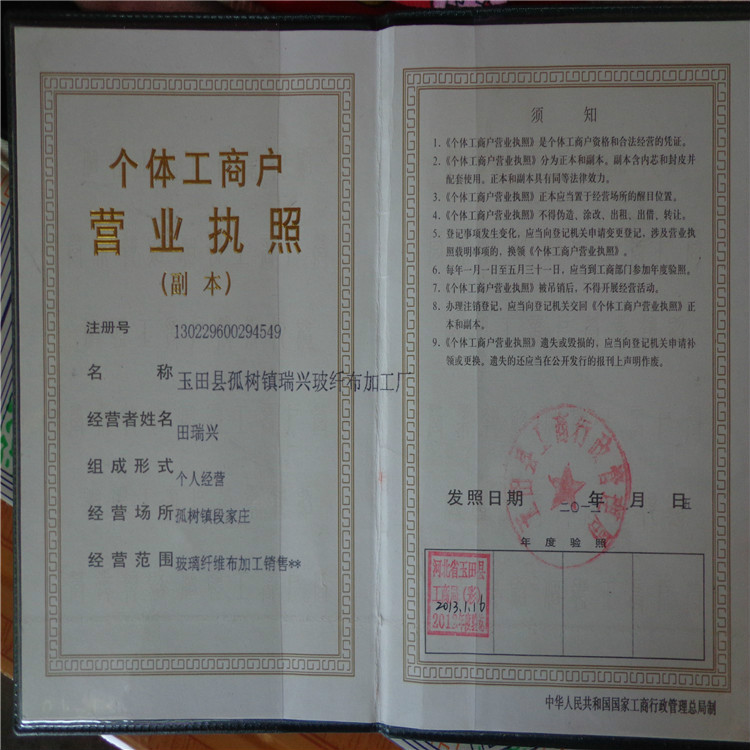 个体工商户
营业执照
(副本)
注册号 130229600294549
名称 玉田县孤树镇瑞兴玻纤布加工厂
经营者姓名 田瑞兴
组成形式 个人经营
经营场所 孤树镇段家庄
经营范围 玻璃纤维布加工销售**
须知
1.《个体工商户营业执照》是个体工商户资格和合法经营的凭证。
2.《个体工商户营业执照》分为正本和副本。副本含内芯和封皮并
配套使用。正本和副本具有同等法律效力。
3.《个体工商户营业执照》正本应当置于经营场所的醒目位置。
4.《个体工商户营业执照》不得伪造、涂改、出租、出借、转让。
5. 登记事项发生变化，应当向登记机关申请变更登记，涉及营业执
照载明事项的，换领《个体工商户营业执照》。
6. 每年一月一日至五月三十一日，应当到工商部门参加年度验照。
7.《个体工商户营业执照》被吊销后，不得开展经营活动。
8. 办理注销登记，应当向登记机关交回《个体工商户营业执照》正
本和副本。
9.《个体工商户营业执照》遗失或毁损的，应当向登记机关申请补
领或更换。遗失的还应当在公开发行的报刊上声明作废。
玉田县工商行政管理局
发照日期 年 月 日
年度验照
河北省玉田县
2013.1.16
中华人民共和国国家工商行政管理总局制